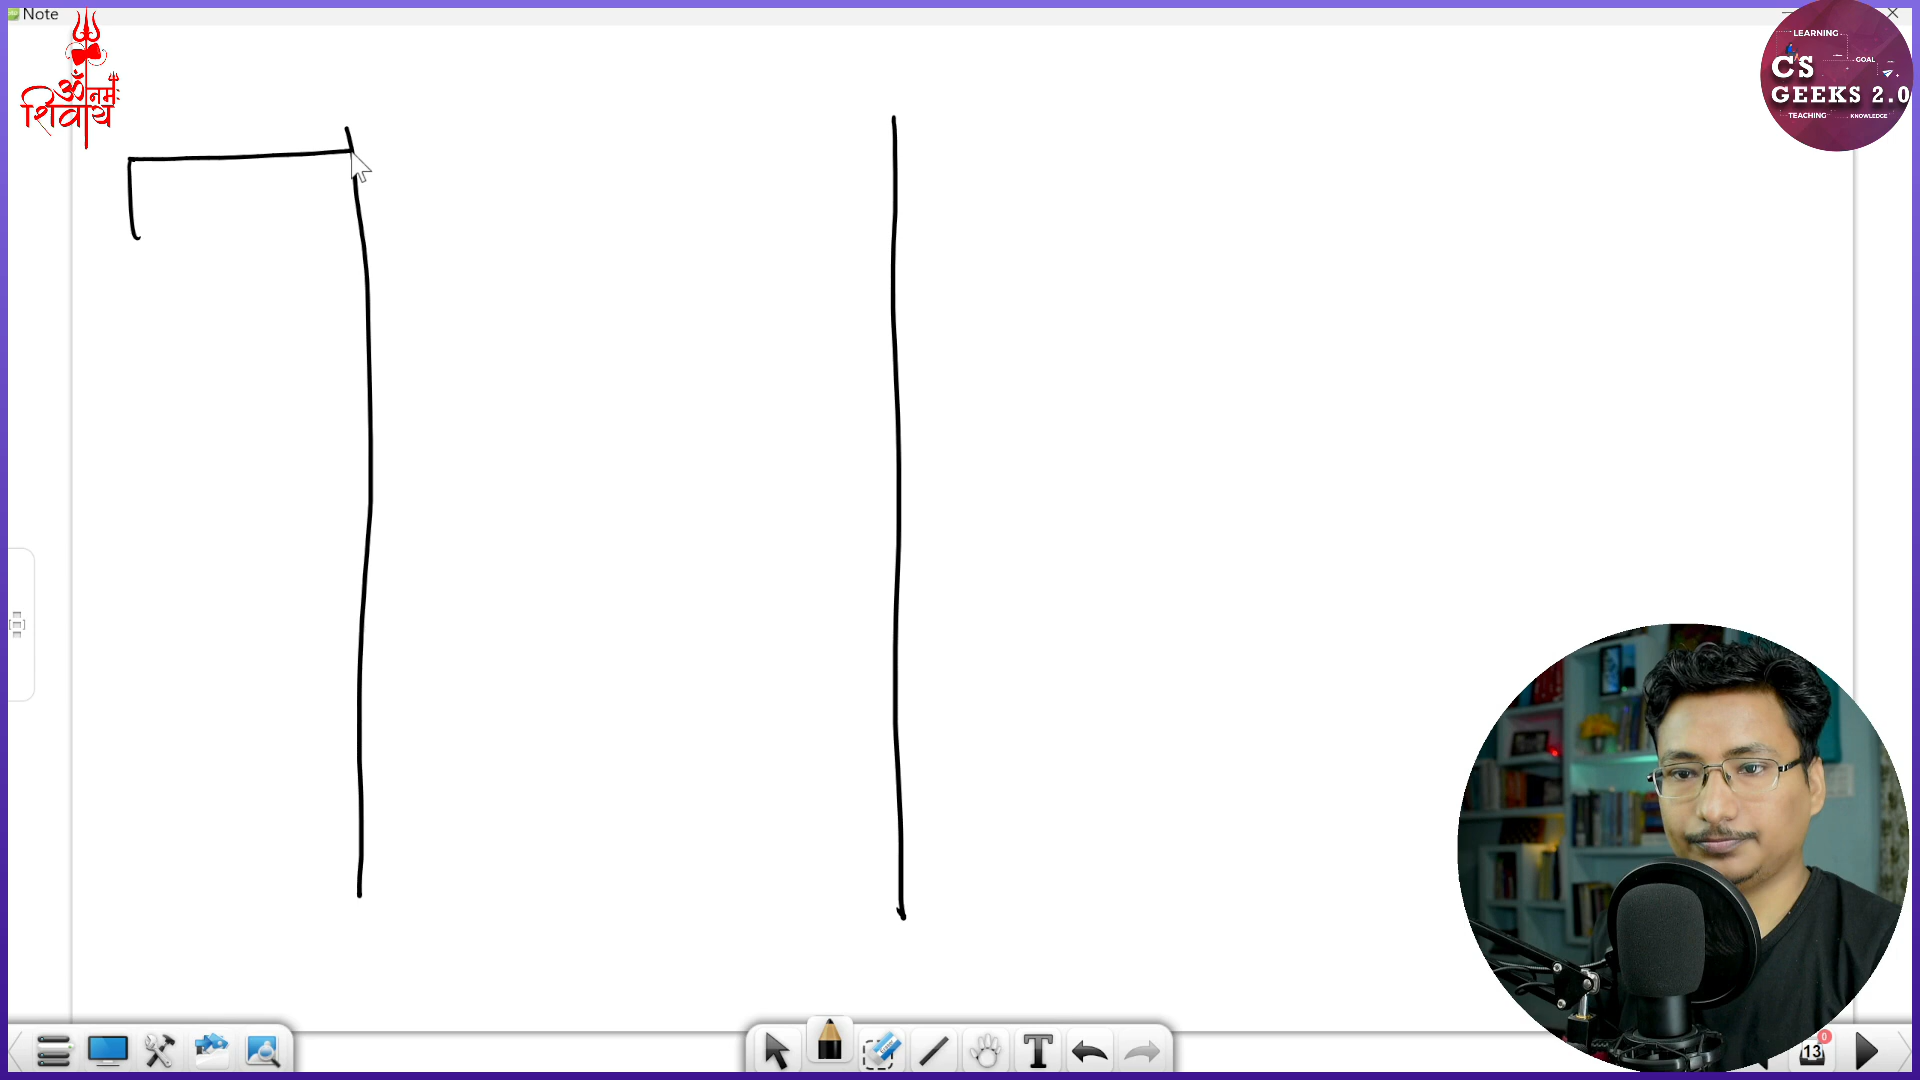 Note
ॐ नमः
शिवाय
LEARNING
GOAL
CS
GEEKS 2.0
TEACHING
KNOWLEDGE
T
13
0